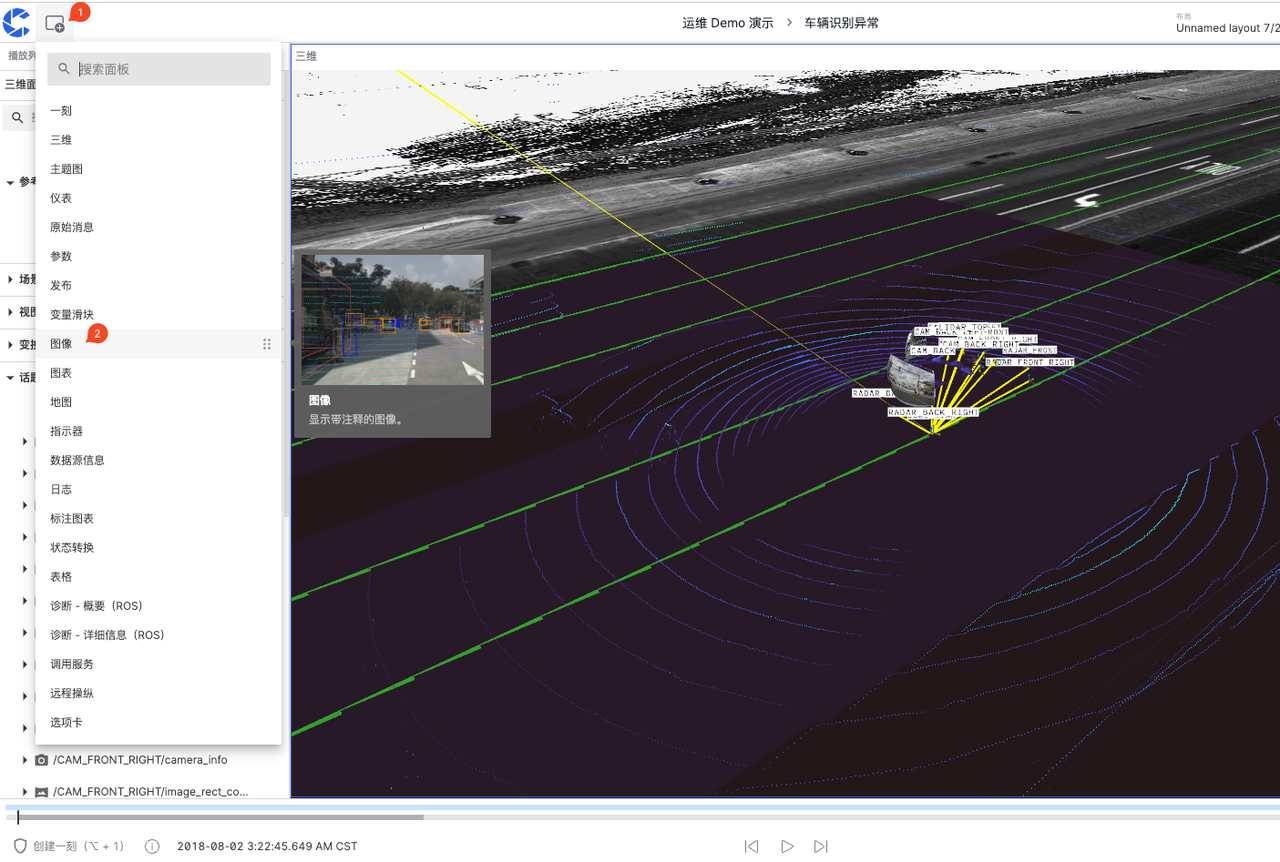 1
运维 Demo 演示 > 车辆识别异常
布局
Unnamed layout 7/2
播放列
三维面
搜索面板
三维
一刻
三维
主题图
仪表
原始消息
参数
发布
变量滑块
图像
2
图表
地图
指示器
数据源信息
日志
标注图表
状态转换
表格
诊断 - 概要（ROS）
诊断 - 详细信息（ROS）
调用服务
远程操纵
选项卡
参考
场景
视图
变换
话题
图像
显示带注释的图像。
CAM_BACK
CAM_BACK_RIGHT
RADAR_FRONT
RADAR_FRONT_RIGHT
RADAR_BACK_RIGHT
/CAM_FRONT_RIGHT/camera_info
/CAM_FRONT_RIGHT/image_rect_co...
创建一刻（⌥ + 1）
2018-08-02 3:22:45.649 AM CST